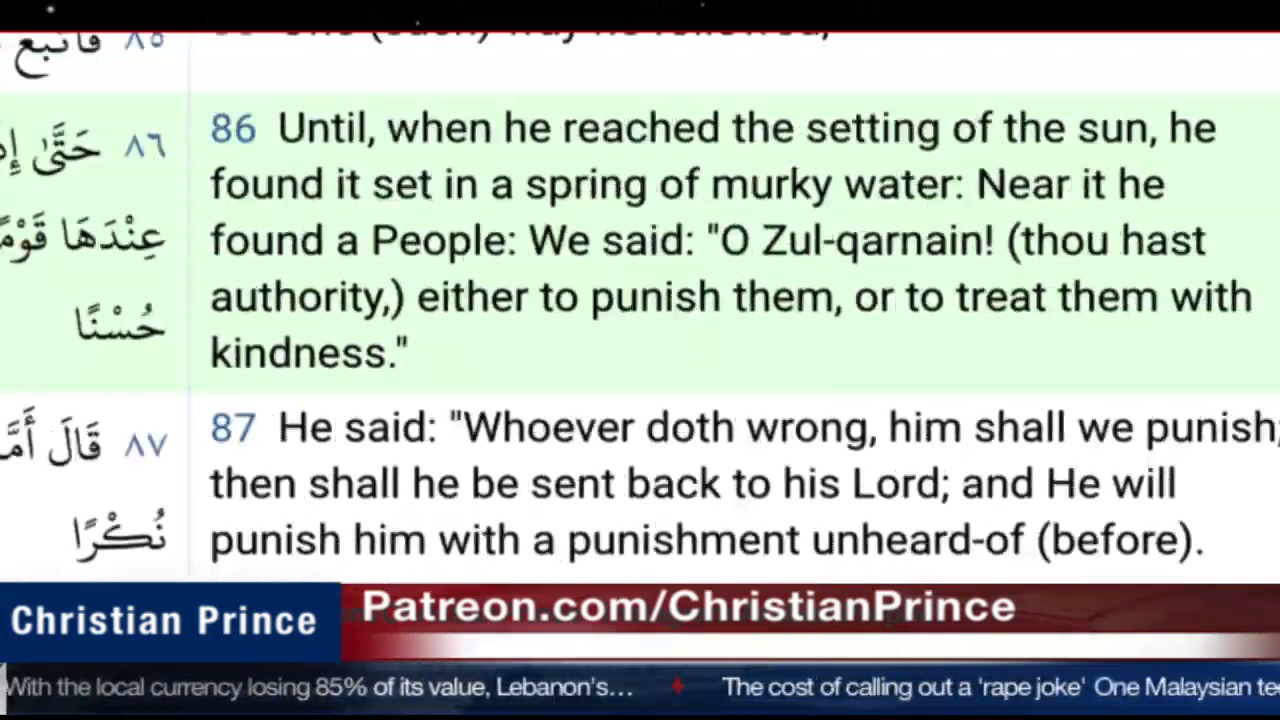 فاتبع ٨٥
86 Until, when he reached the setting of the sun, he
حَتَّىٰ ٨٦
found it set in a spring of murky water: Near it he
عِنْدَهَا
found a People: We said: "O Zul-qarnain! (thou hast
authority,) either to punish them, or to treat them with
حُسْنًا
kindness."
87 He said: "Whoever doth wrong, him shall we punish;
قَالَ ٨٧
then shall he be sent back to his Lord; and He will
نُكْرًا
punish him with a punishment unheard-of (before).
Christian Prince
Patreon.com/ChristianPrince
With the local currency losing 85% of its value, Lebanon's... The cost of calling out a 'rape joke' One Malaysian